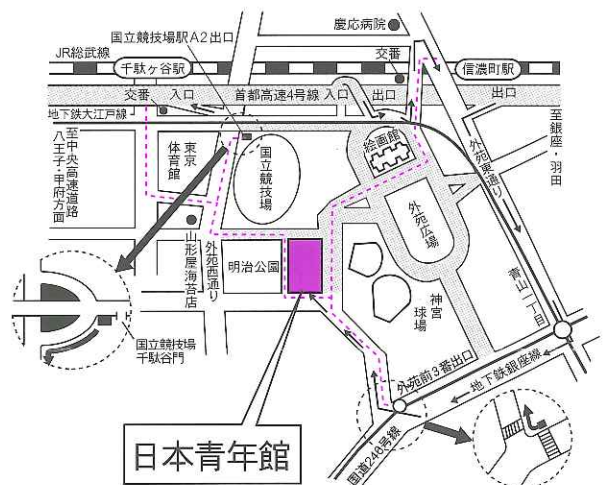 慶応病院
国立競技場駅A2出口
JR総武線
千駄ヶ谷駅
交番
信濃町駅
交番
入口
首都高速4号線
入口
出口
出口
地下鉄大江戸線
至中央高速道路
八王子・甲府方面
東京
体育館
国立競技場
絵画館
外苑東通り
至銀座・羽田
外苑広場
山形屋海苔店
外苑西通り
明治公園
神宮
球場
青山一丁目
国立競技場
千駄谷門
外苑前3番出口
地下鉄銀座線
国道246号線
日本青年館